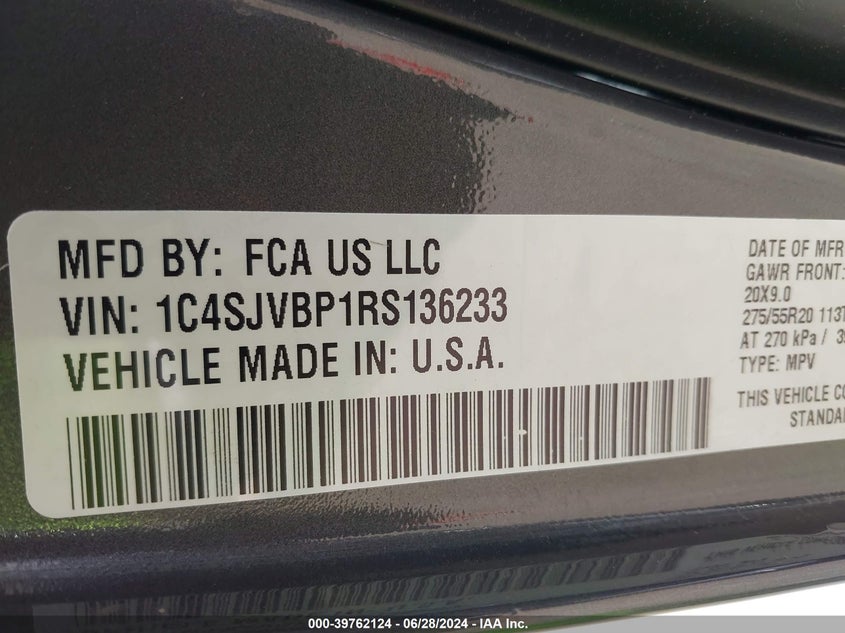 MFD BY: FCA US LLC
VIN: 1C4SJVBP1RS136233
VEHICLE MADE IN: U.S.A.
DATE OF MFR
GAWR FRONT:
20X9.0
275/55R20 113T
AT 270 kPa /
TYPE: MPV
THIS VEHICLE
STANDA
000-39762124 | 06/28/2024 - IAA Inc.